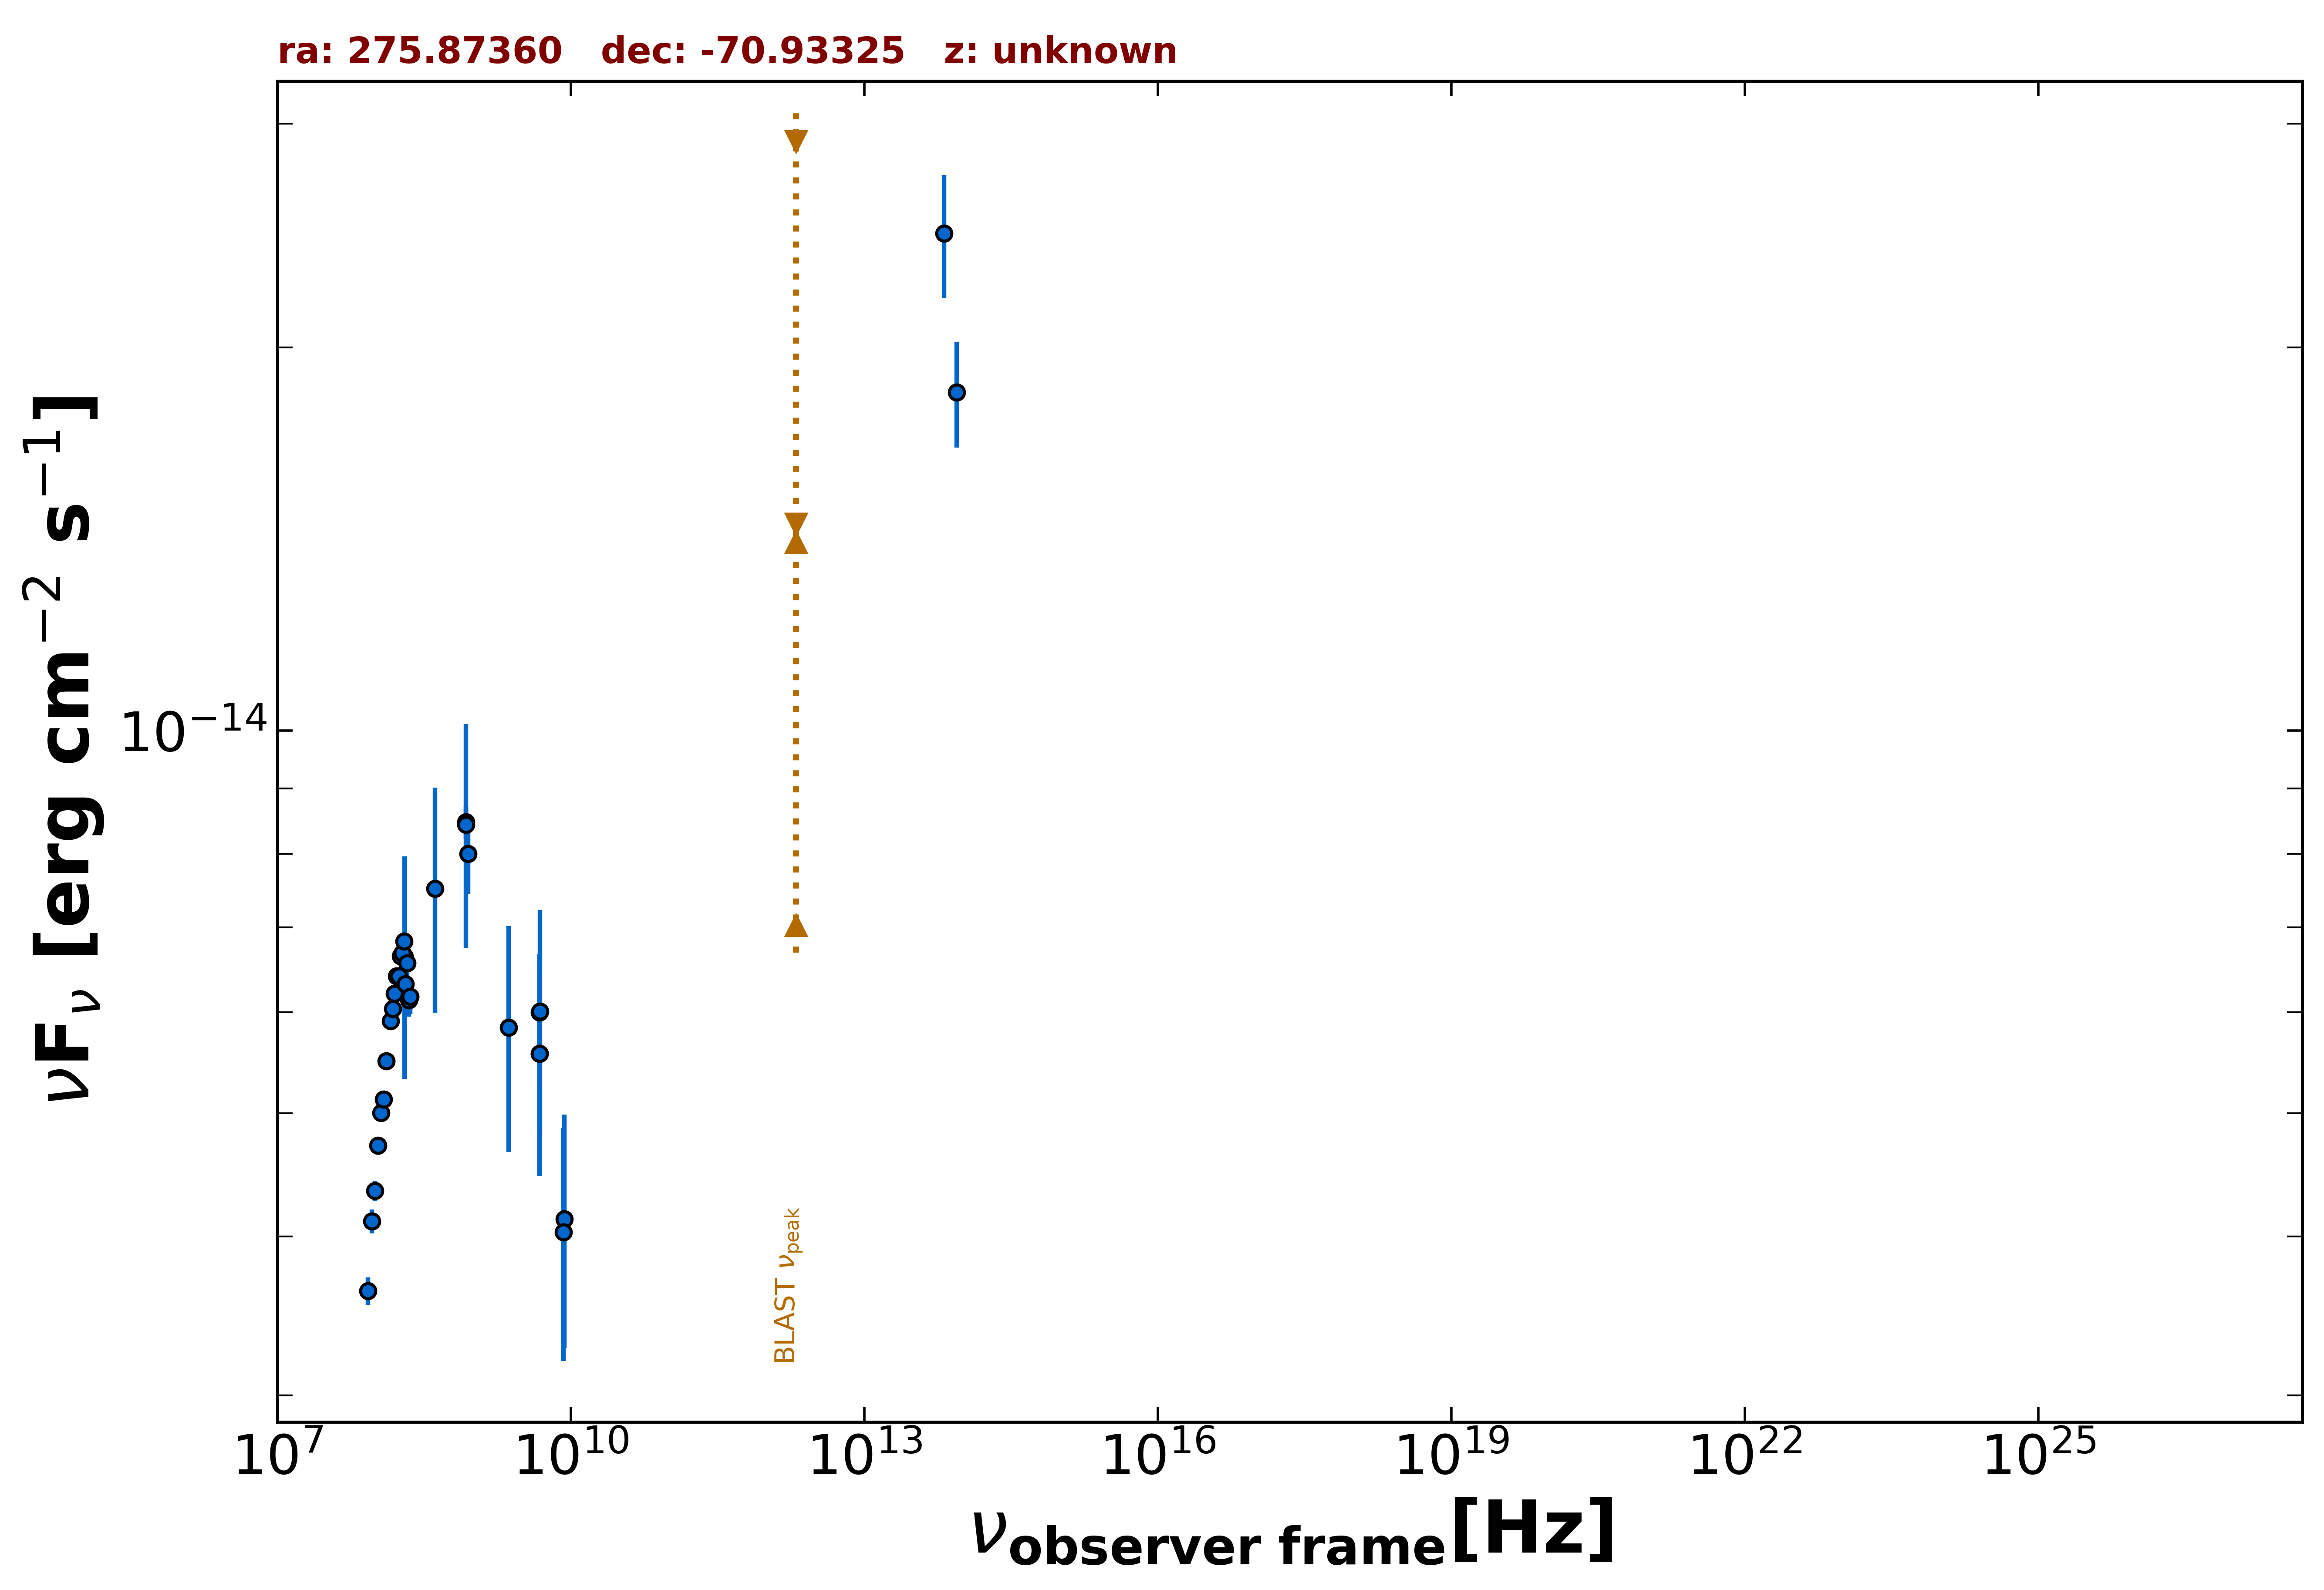 ra: 275.87360   dec: -70.93325   z: unknown
νFν [erg cm⁻² s⁻¹]
10⁻¹⁴
BLAST νpeak
10⁷ 10¹⁰ 10¹³ 10¹⁶ 10¹⁹ 10²² 10²⁵
νobserver frame [Hz]